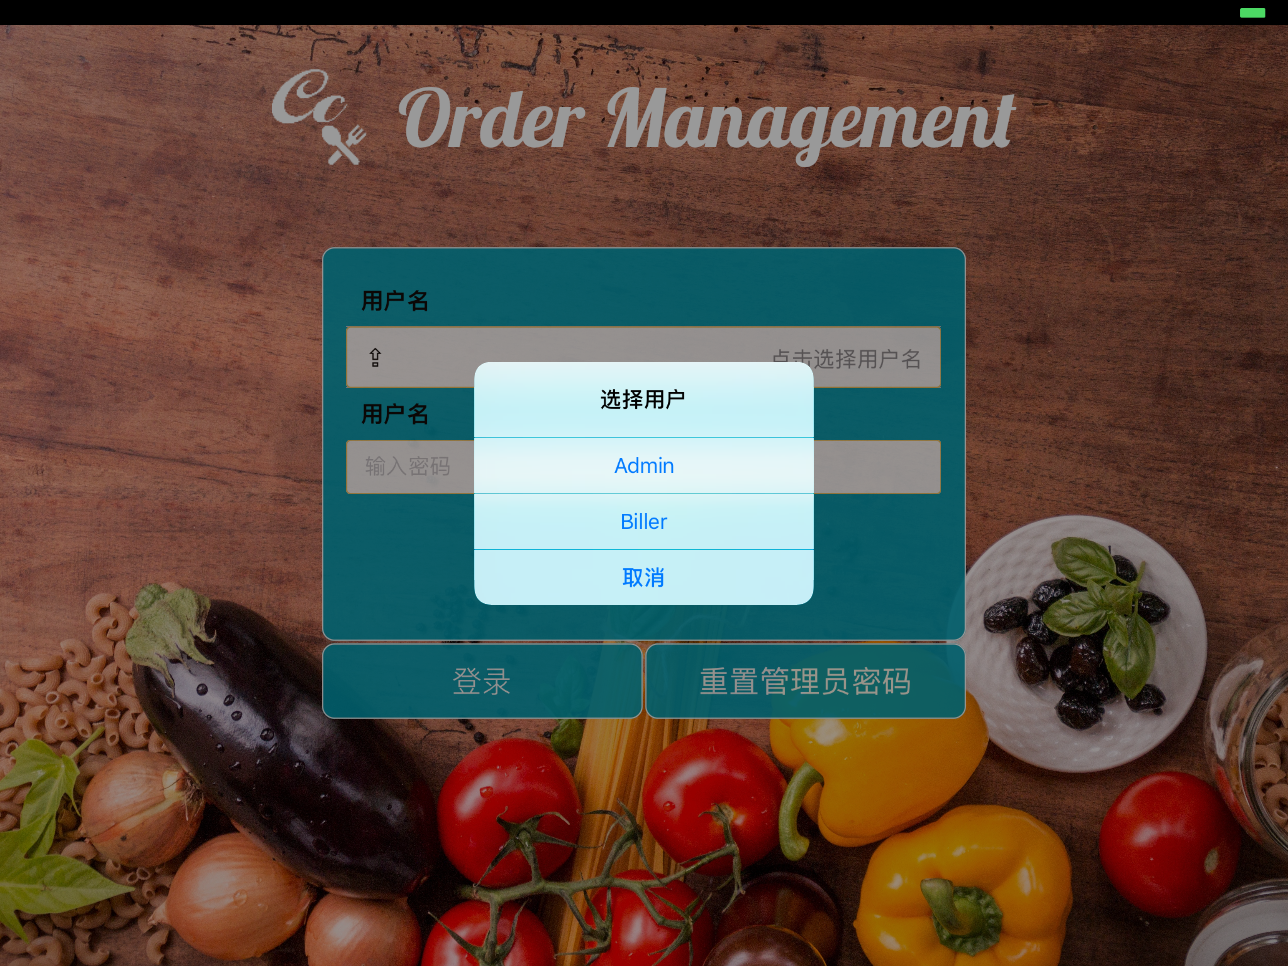 Cc Order Management
用户名
点击选择用户名
用户名
输入密码
选择用户
Admin
Biller
取消
登录
重置管理员密码